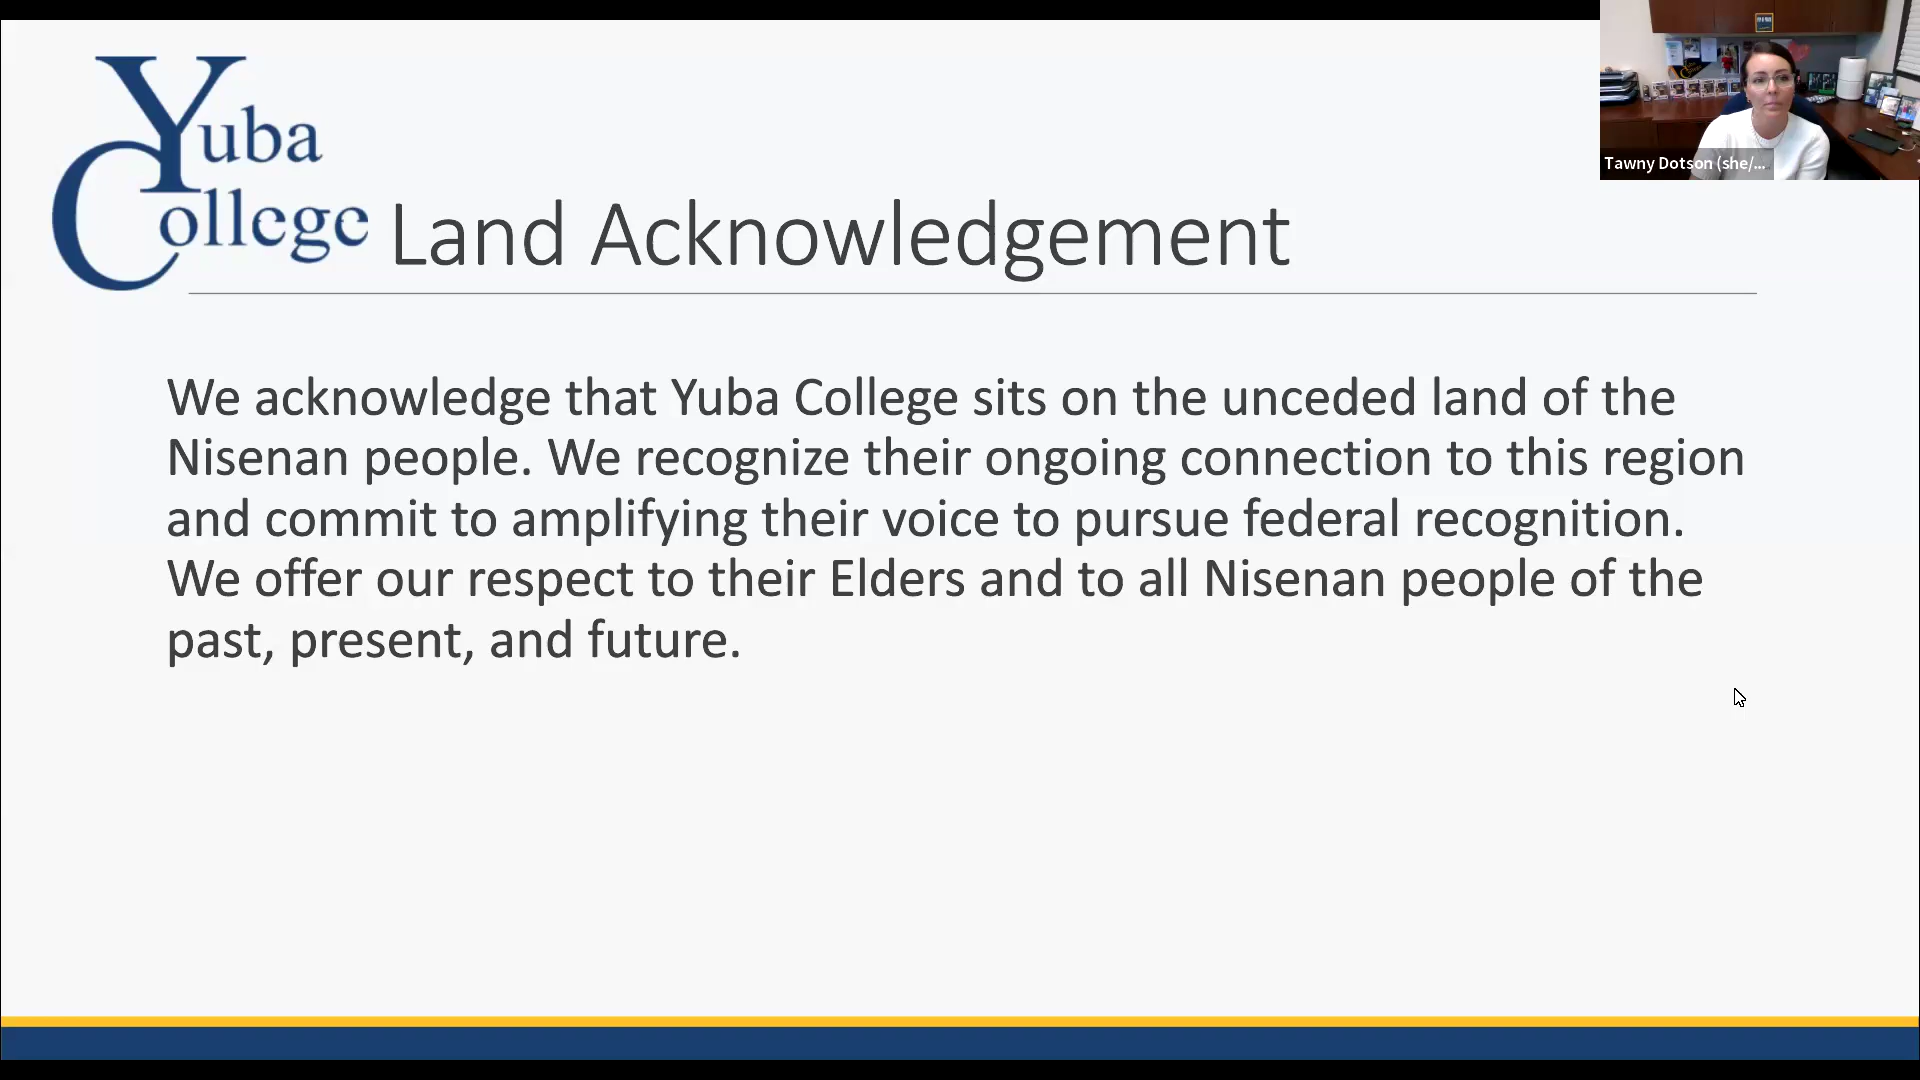 Yuba
College
Land Acknowledgement
We acknowledge that Yuba College sits on the unceded land of the
Nisenan people. We recognize their ongoing connection to this region
and commit to amplifying their voice to pursue federal recognition.
We offer our respect to their Elders and to all Nisenan people of the
past, present, and future.
Tawny Dotson (she/...